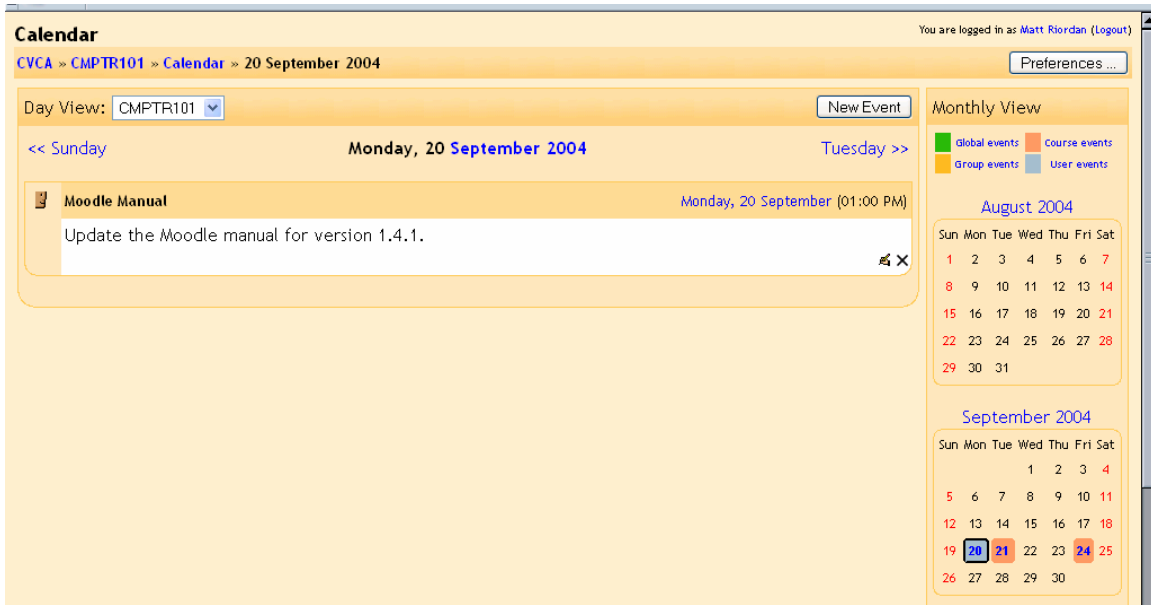 Calendar
You are logged in as Matt Riordan (Logout)
CVCA » CMPTR101 » Calendar » 20 September 2004
Preferences ...
Day View: CMPTR101
New Event
<< Sunday
Monday, 20 September 2004
Tuesday >>
Moodle Manual
Monday, 20 September (01:00 PM)
Update the Moodle manual for version 1.4.1.
Monthly View
Global events Course events
Group events User events
August 2004
Sun Mon Tue Wed Thu Fri Sat
1 2 3 4 5 6 7
8 9 10 11 12 13 14
15 16 17 18 19 20 21
22 23 24 25 26 27 28
29 30 31
September 2004
Sun Mon Tue Wed Thu Fri Sat
1 2 3 4
5 6 7 8 9 10 11
12 13 14 15 16 17 18
19 20 21 22 23 24 25
26 27 28 29 30